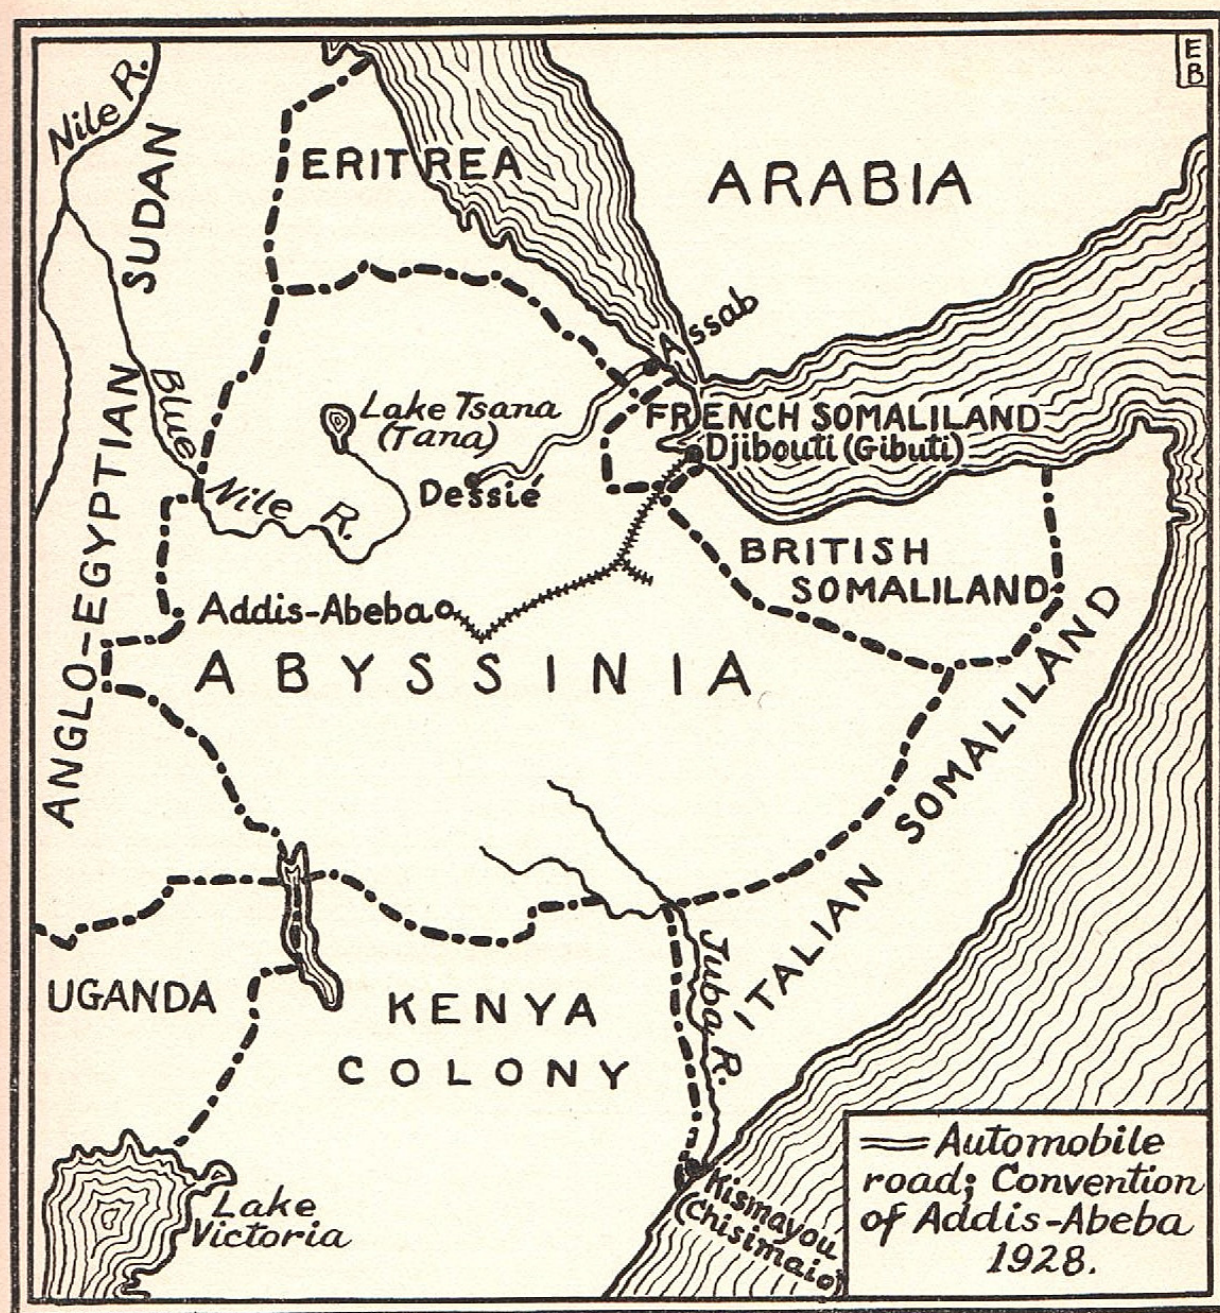 E
B
Nile R.
SUDAN
ERITREA
ARABIA
Assab
ANGLO-EGYPTIAN
Blue
Nile R.
Lake Tsana
(Tana)
Dessié
FRENCH SOMALILAND
Djibouti (Gibuti)
BRITISH
SOMALILAND
Addis-Abeba
ABYSSINIA
ITALIAN SOMALILAND
UGANDA
KENYA
COLONY
Juba R.
Lake
Victoria
Kismayou
(Chisimaio)
Automobile
road; Convention
of Addis-Abeba
1928.